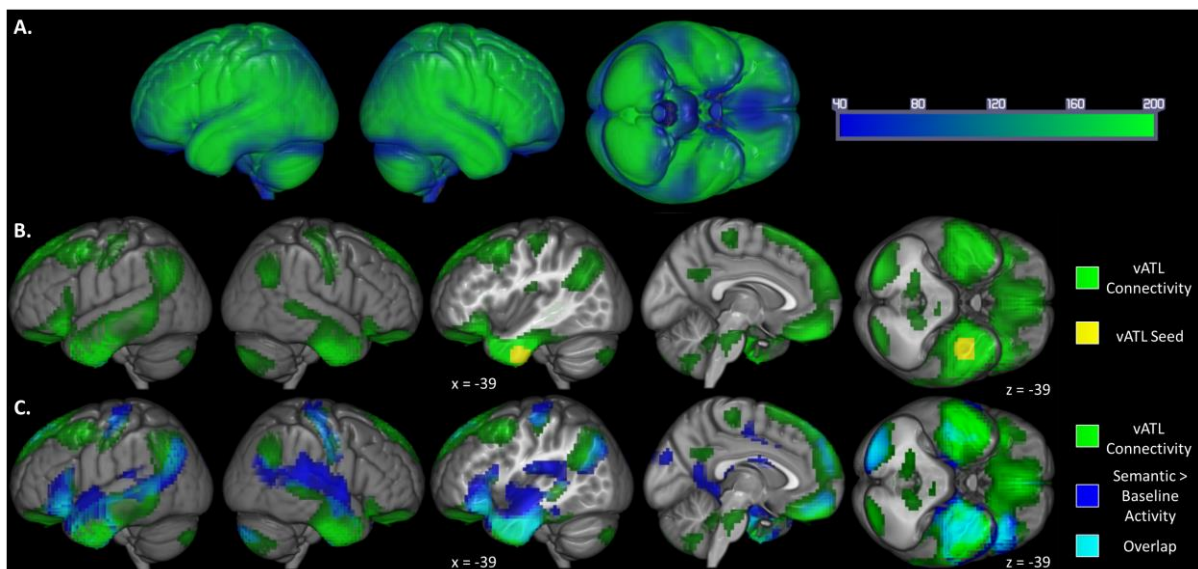 A.
40 80 120 160 200
B.
vATL
Connectivity
vATL Seed
x = -39
z = -39
C.
vATL
Connectivity
Semantic >
Baseline
Activity
Overlap
x = -39
z = -39